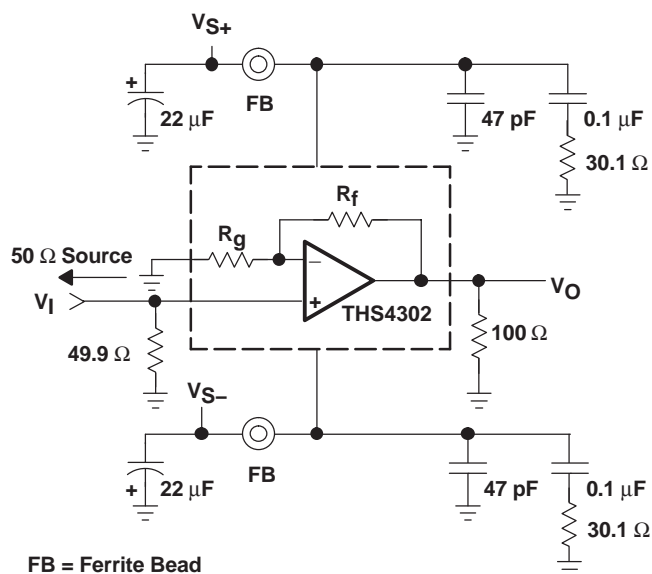 VS+
FB
+
22 μF
47 pF
0.1 μF
30.1 Ω
Rf
Rg
50 Ω Source
–
+
VI
THS4302
VO
49.9 Ω
100 Ω
VS–
FB
+
22 μF
47 pF
0.1 μF
30.1 Ω
FB = Ferrite Bead